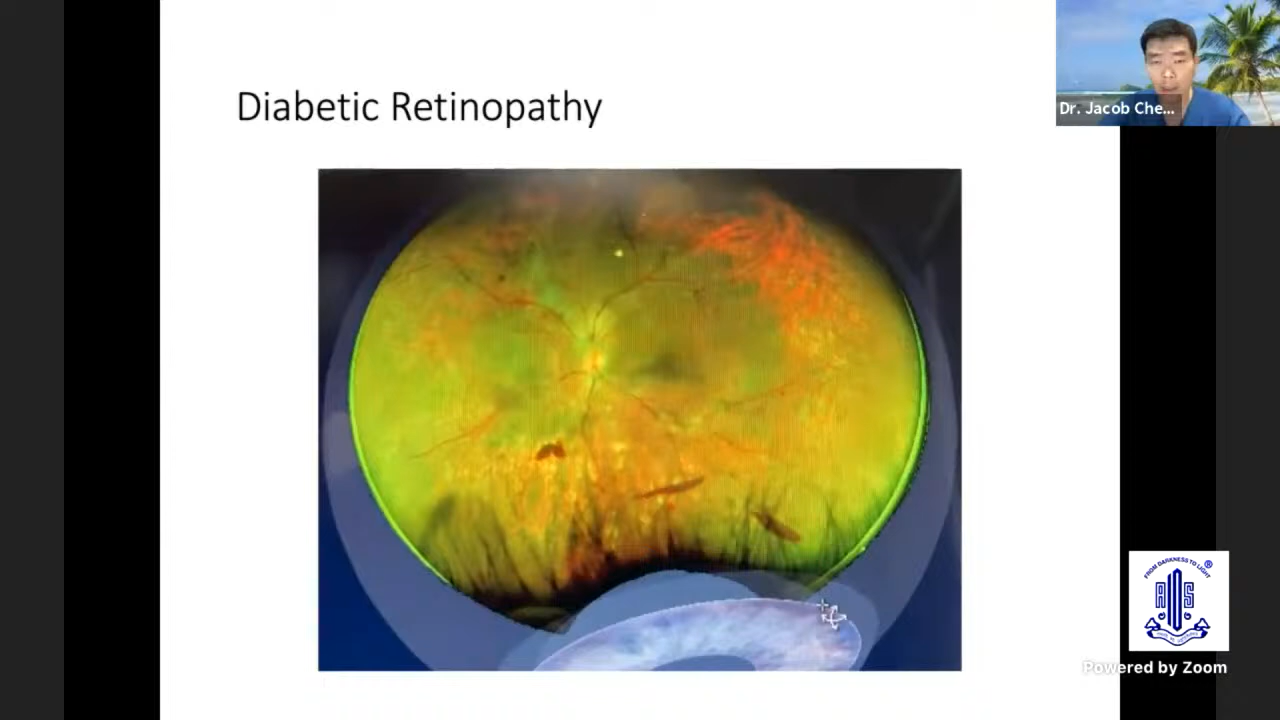 Diabetic Retinopathy
Dr. Jacob Che...
FROM DARKNESS TO LIGHT
Powered by Zoom